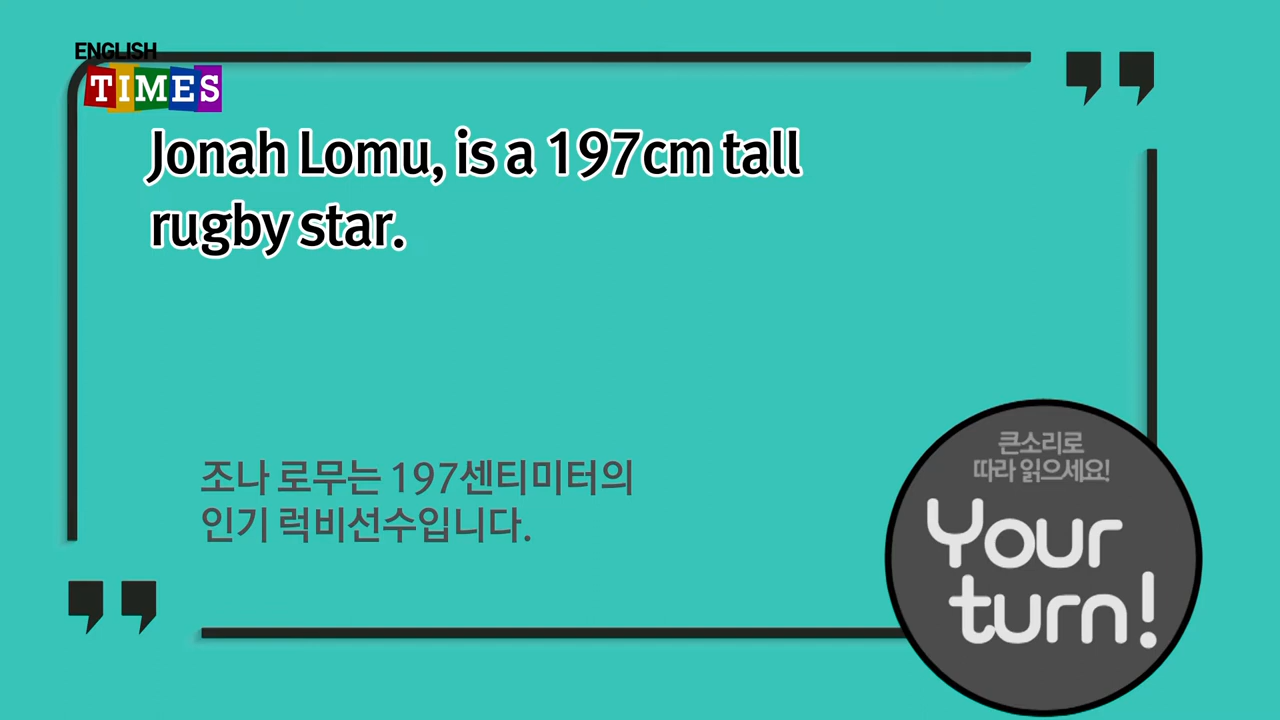 ENGLISH
TIMES
Jonah Lomu, is a 197cm tall
rugby star.
조나 로무는 197센티미터의
인기 럭비선수입니다.
큰소리로
따라 읽으세요!
Your
turn!